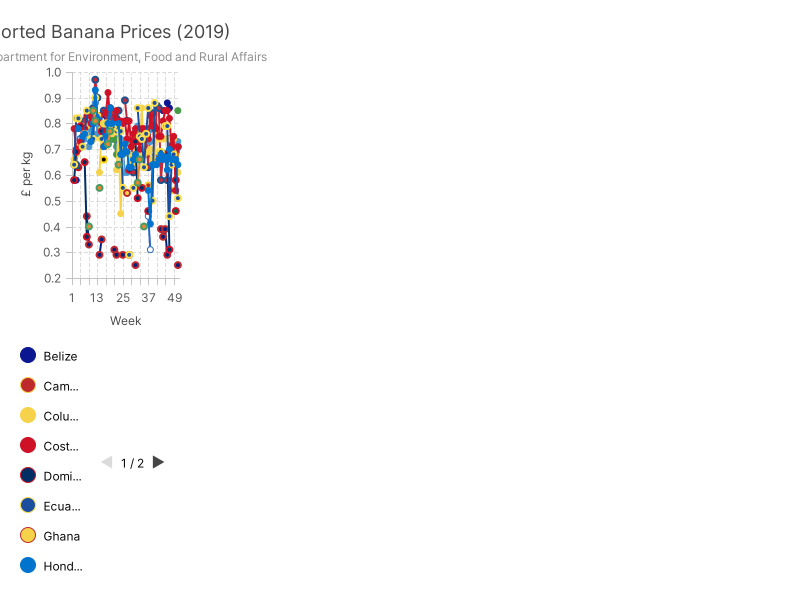 orted Banana Prices (2019)
partment for Environment, Food and Rural Affairs
1.0
0.9
0.8
0.7
0.6
0.5
0.4
0.3
0.2
£ per kg
1 13 25 37 49
Week
Belize
Cam...
Colu...
Cost...
Domi...
Ecua...
Ghana
Hond...
1 / 2